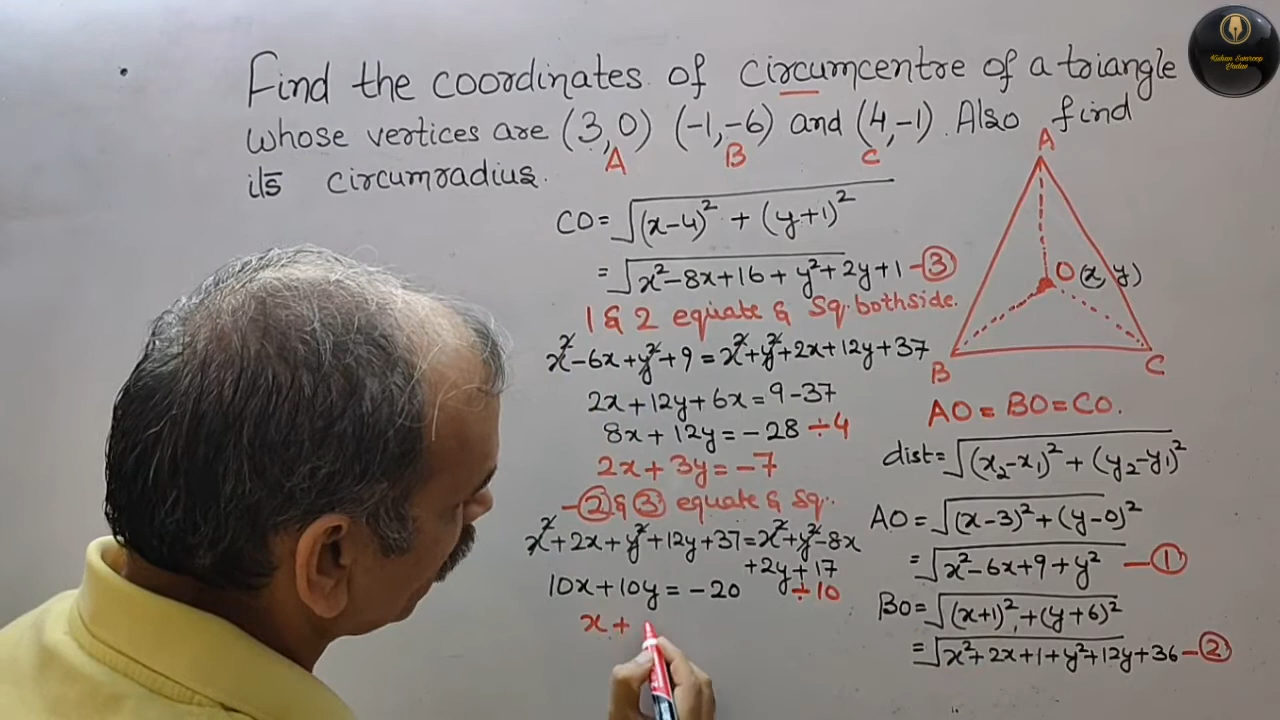 Find the coordinates of circumcentre of a triangle
whose vertices are (3,0) (-1,-6) and (4,-1). Also find
A B C
its circumradius.
CO = √(x-4)² + (y+1)²
= √x²-8x+16+y²+2y+1 -③
1 & 2 equate & Sq. bothside.
x²-6x+y²+9 = x²+y²+2x+12y+37
2x+12y+6x = 9-37
8x+12y = -28 ÷4
2x+3y = -7
-② & ③ equate & Sq.
x²+2x+y²+12y+37 = x²+y²-8x
+2y+17
10x+10y = -20 ÷10
x +
A
O(x, y)
B
C
AO = BO = CO.
dist = √(x₂-x₁)² + (y₂-y₁)²
AO = √(x-3)² + (y-0)²
= √x²-6x+9+y² -①
BO = √(x+1)² + (y+6)²
= √x²+2x+1+y²+12y+36 -②
Kishan Swaroop
Yadav